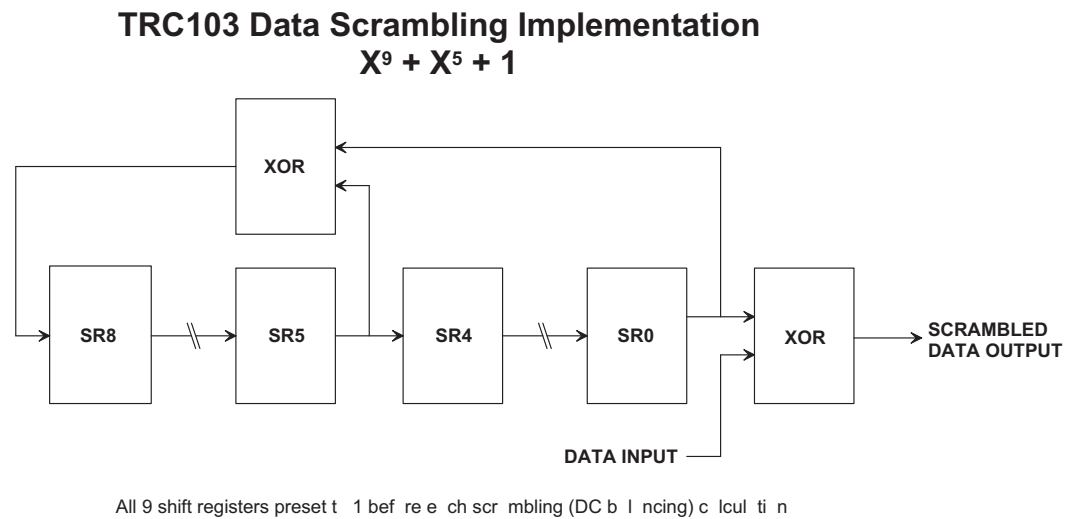 TRC103 Data Scrambling Implementation
X⁹ + X⁵ + 1
XOR
SR8
SR5
SR4
SR0
XOR
SCRAMBLED
DATA OUTPUT
DATA INPUT
All 9 shift registers preset t 1 bef re e ch scr mbling (DC b l ncing) c lcul ti n